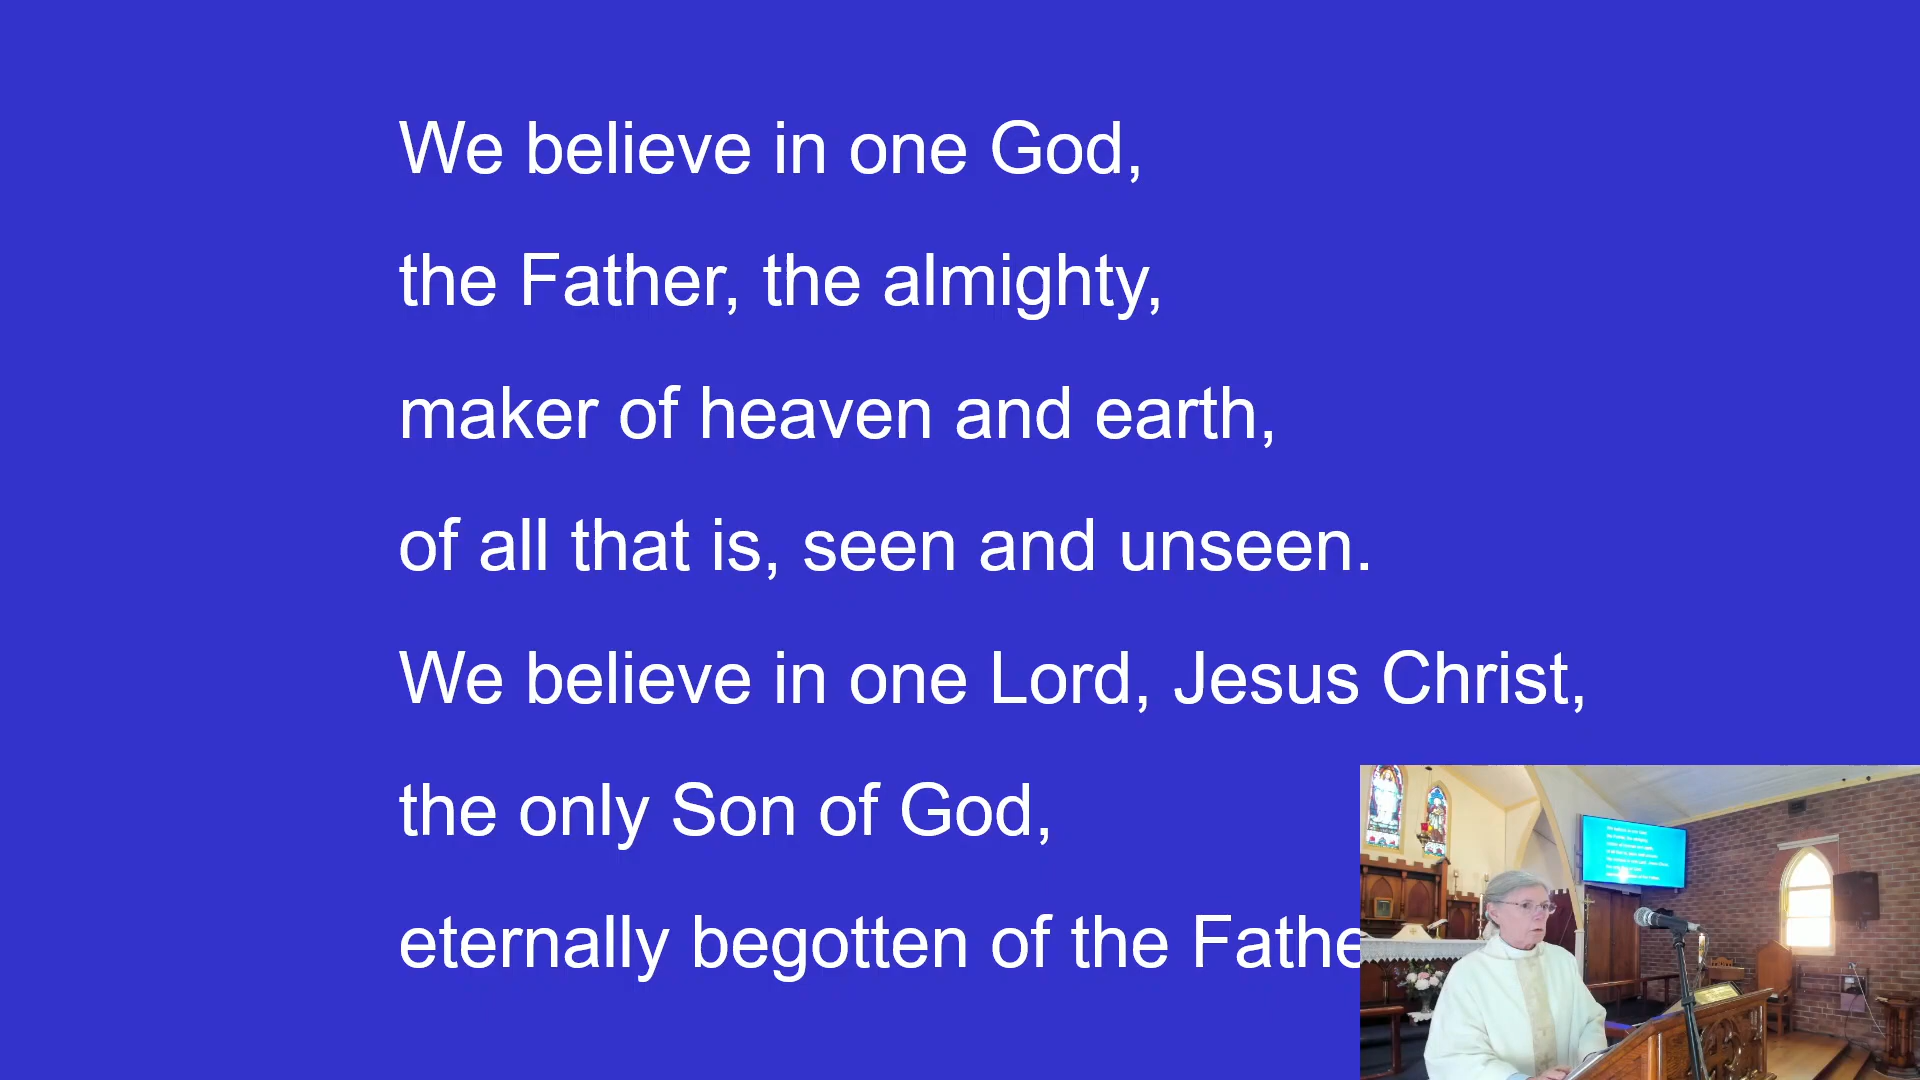 We believe in one God,
the Father, the almighty,
maker of heaven and earth,
of all that is, seen and unseen.
We believe in one Lord, Jesus Christ,
the only Son of God,
eternally begotten of the